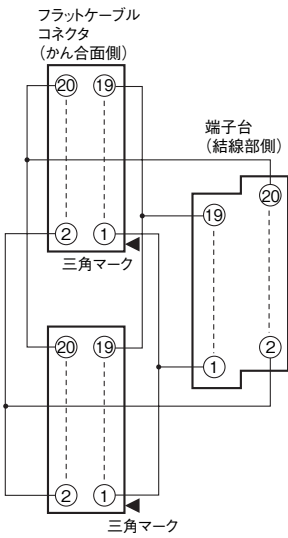 フラットケーブル
コネクタ
(かん合面側)
20 19
2 1
三角マーク
端子台
(結線部側)
20
19
2
1
20 19
2 1
三角マーク